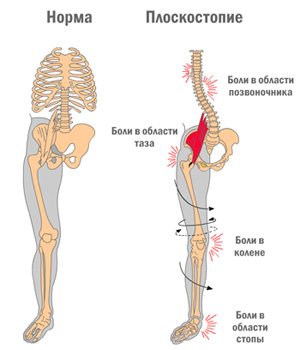 Норма
Плоскостопие
Боли в области
позвоночника
Боли в области
таза
Боли в
колене
Боли в
области
стопы